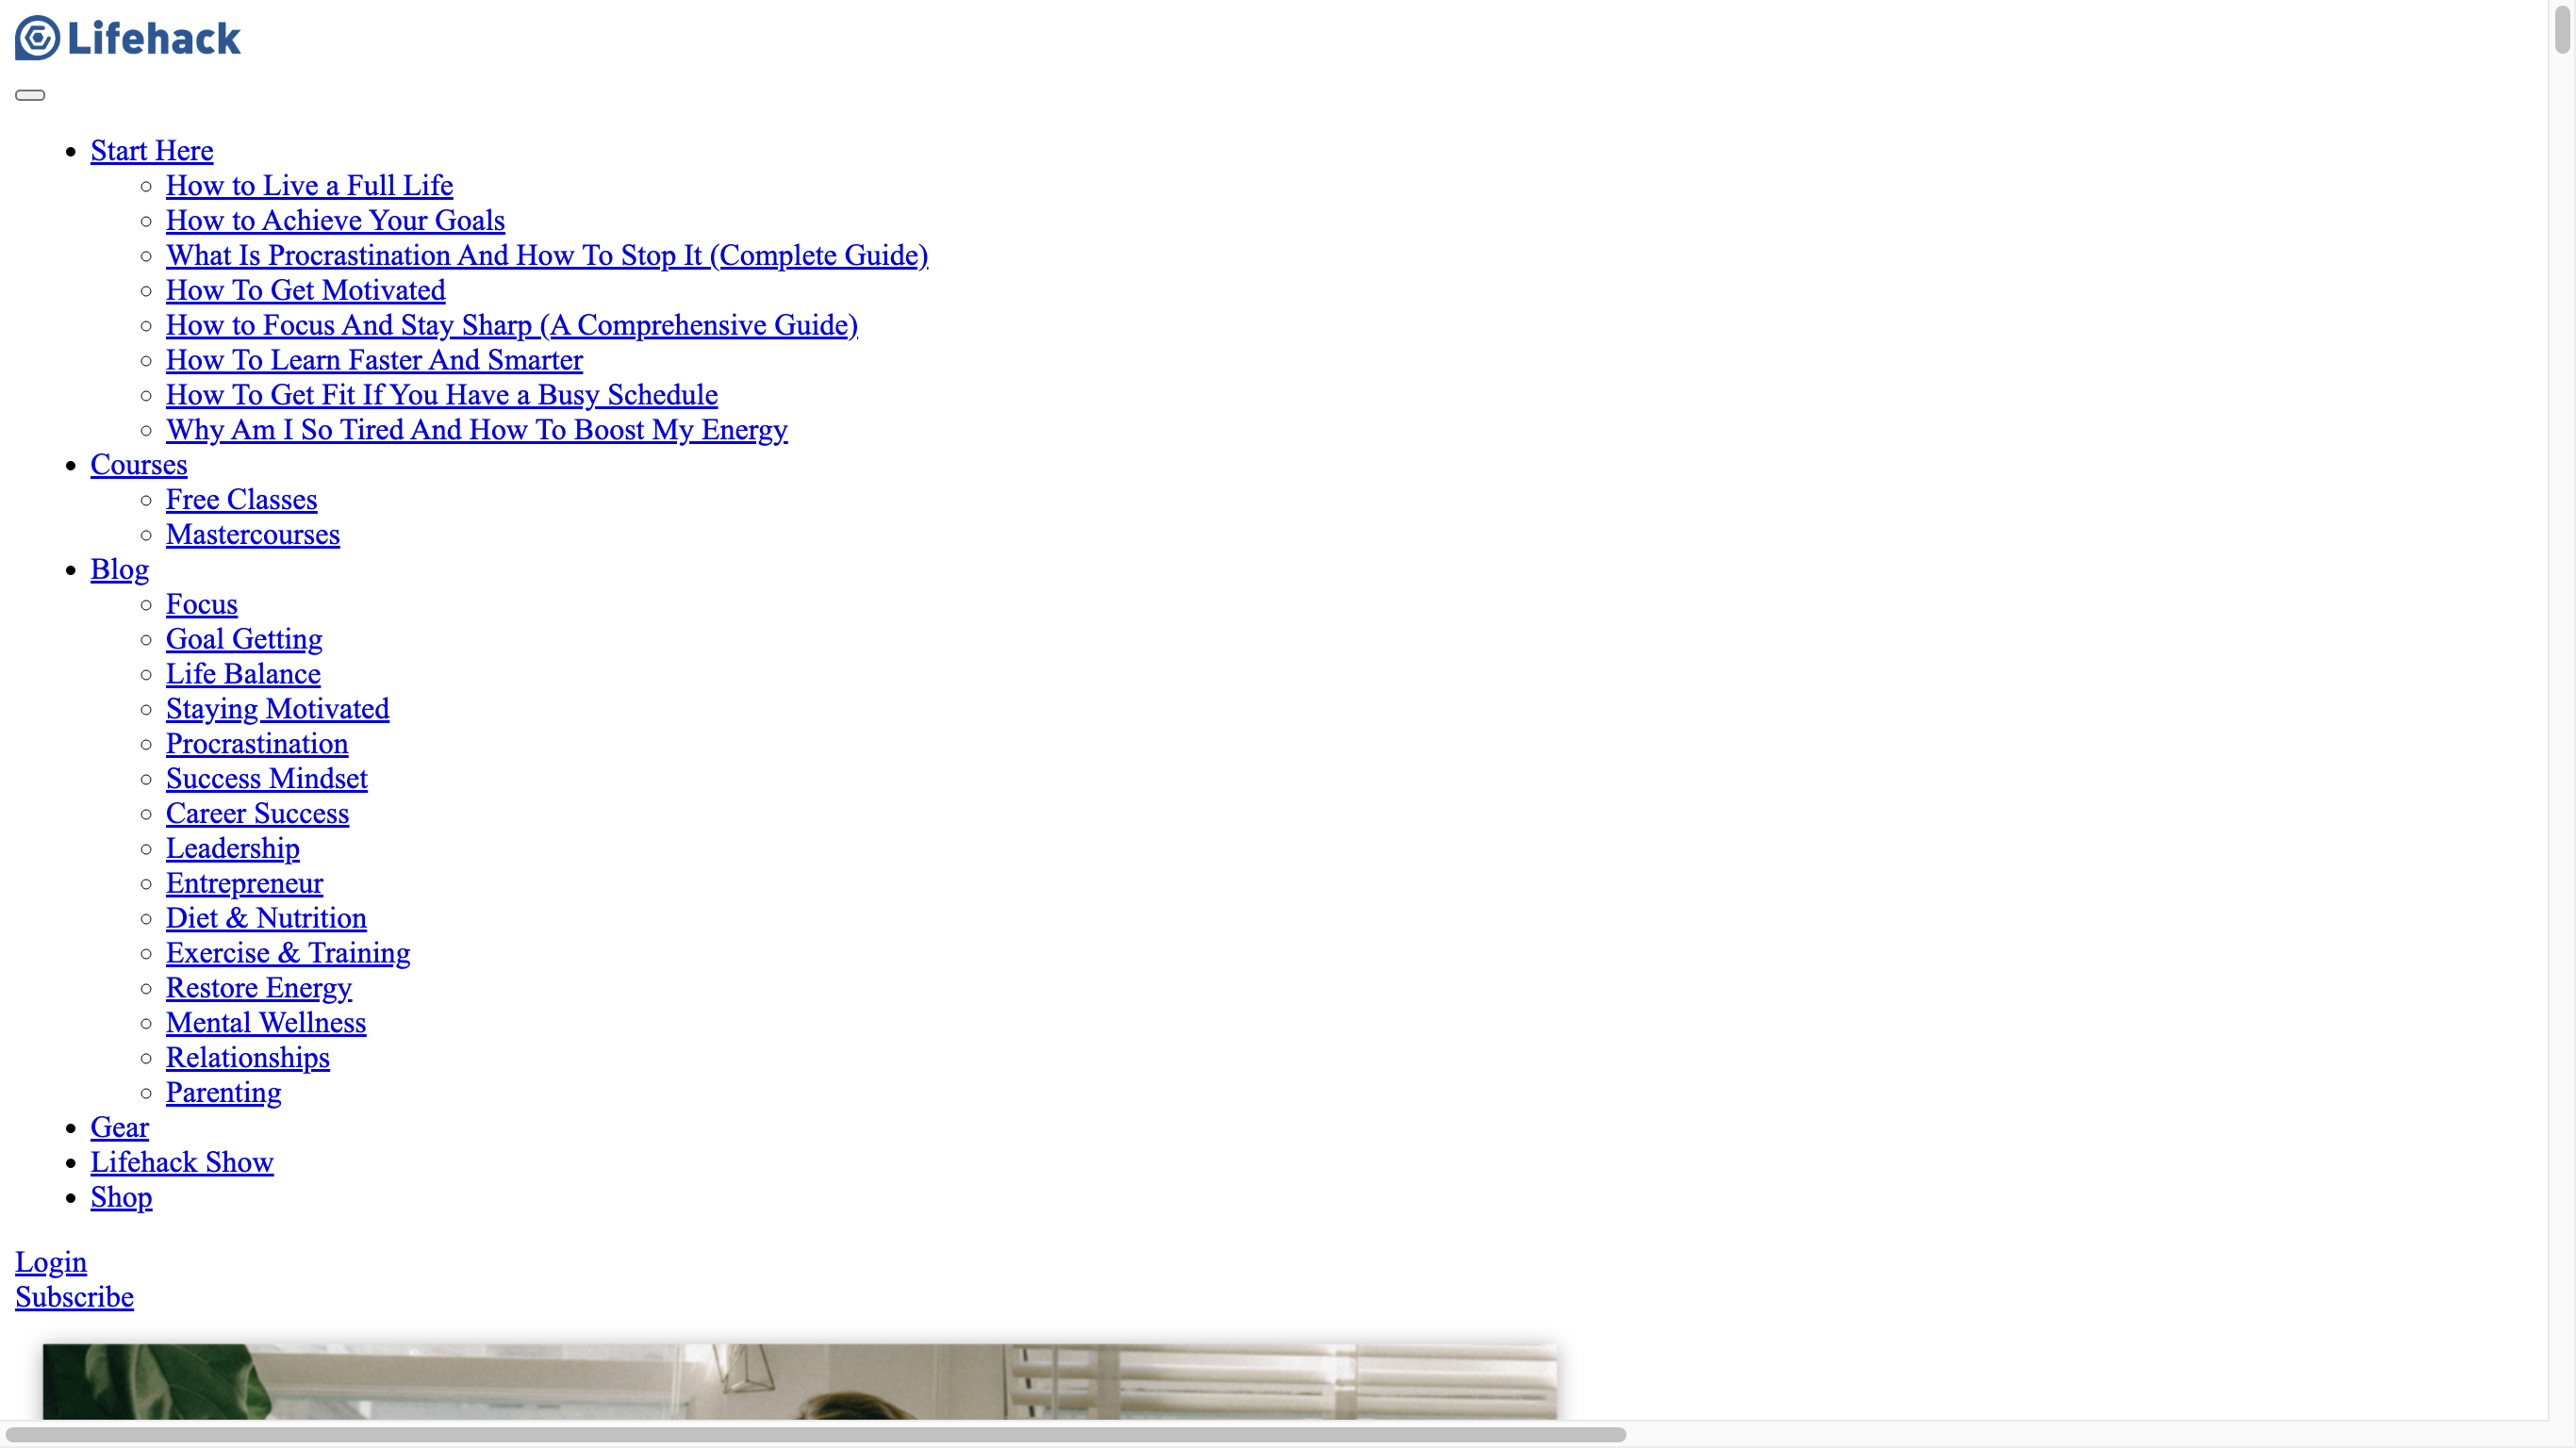 Lifehack
Start Here
How to Live a Full Life
How to Achieve Your Goals
What Is Procrastination And How To Stop It (Complete Guide)
How To Get Motivated
How to Focus And Stay Sharp (A Comprehensive Guide)
How To Learn Faster And Smarter
How To Get Fit If You Have a Busy Schedule
Why Am I So Tired And How To Boost My Energy
Courses
Free Classes
Mastercourses
Blog
Focus
Goal Getting
Life Balance
Staying Motivated
Procrastination
Success Mindset
Career Success
Leadership
Entrepreneur
Diet & Nutrition
Exercise & Training
Restore Energy
Mental Wellness
Relationships
Parenting
Gear
Lifehack Show
Shop
Login
Subscribe